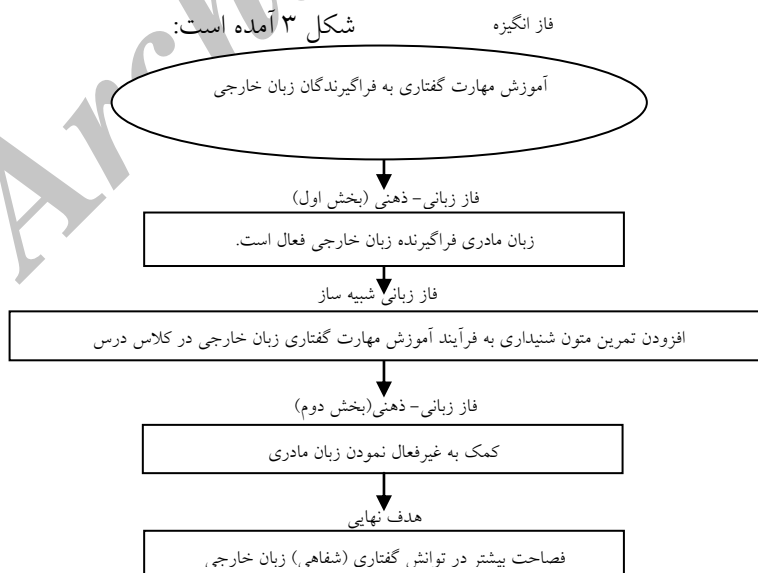 شکل ۳ آمده است:
فاز انگیزه
آموزش مهارت گفتاری به فراگیرندگان زبان خارجی
فاز زبانی- ذهنی (بخش اول)
زبان مادری فراگیرنده زبان خارجی فعال است.
فاز زبانی شبیه ساز
افزودن تمرین متون شنیداری به فرآیند آموزش مهارت گفتاری زبان خارجی در کلاس درس
فاز زبانی- ذهنی(بخش دوم)
کمک به غیرفعال نمودن زبان مادری
هدف نهایی
فصاحت بیشتر در توانش گفتاری (شفاهی) زبان خارجی